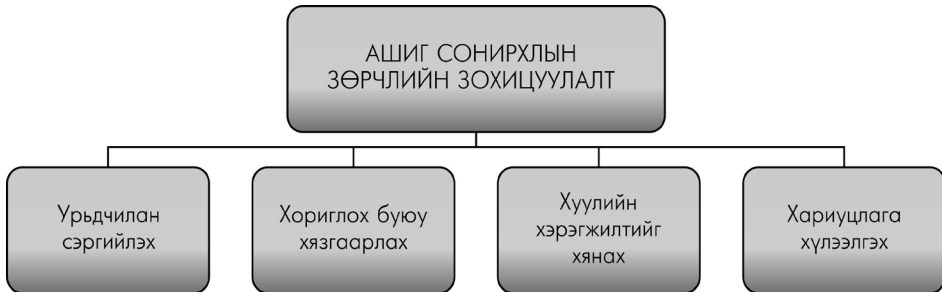 АШИГ СОНИРХЛЫН
ЗӨРЧЛИЙН ЗОХИЦУУЛАЛТ
Урьдчилан
сэргийлэх
Хориглох буюу
хязгаарлах
Хуулийн
хэрэгжилтийг
хянах
Хариуцлага
хүлээлгэх